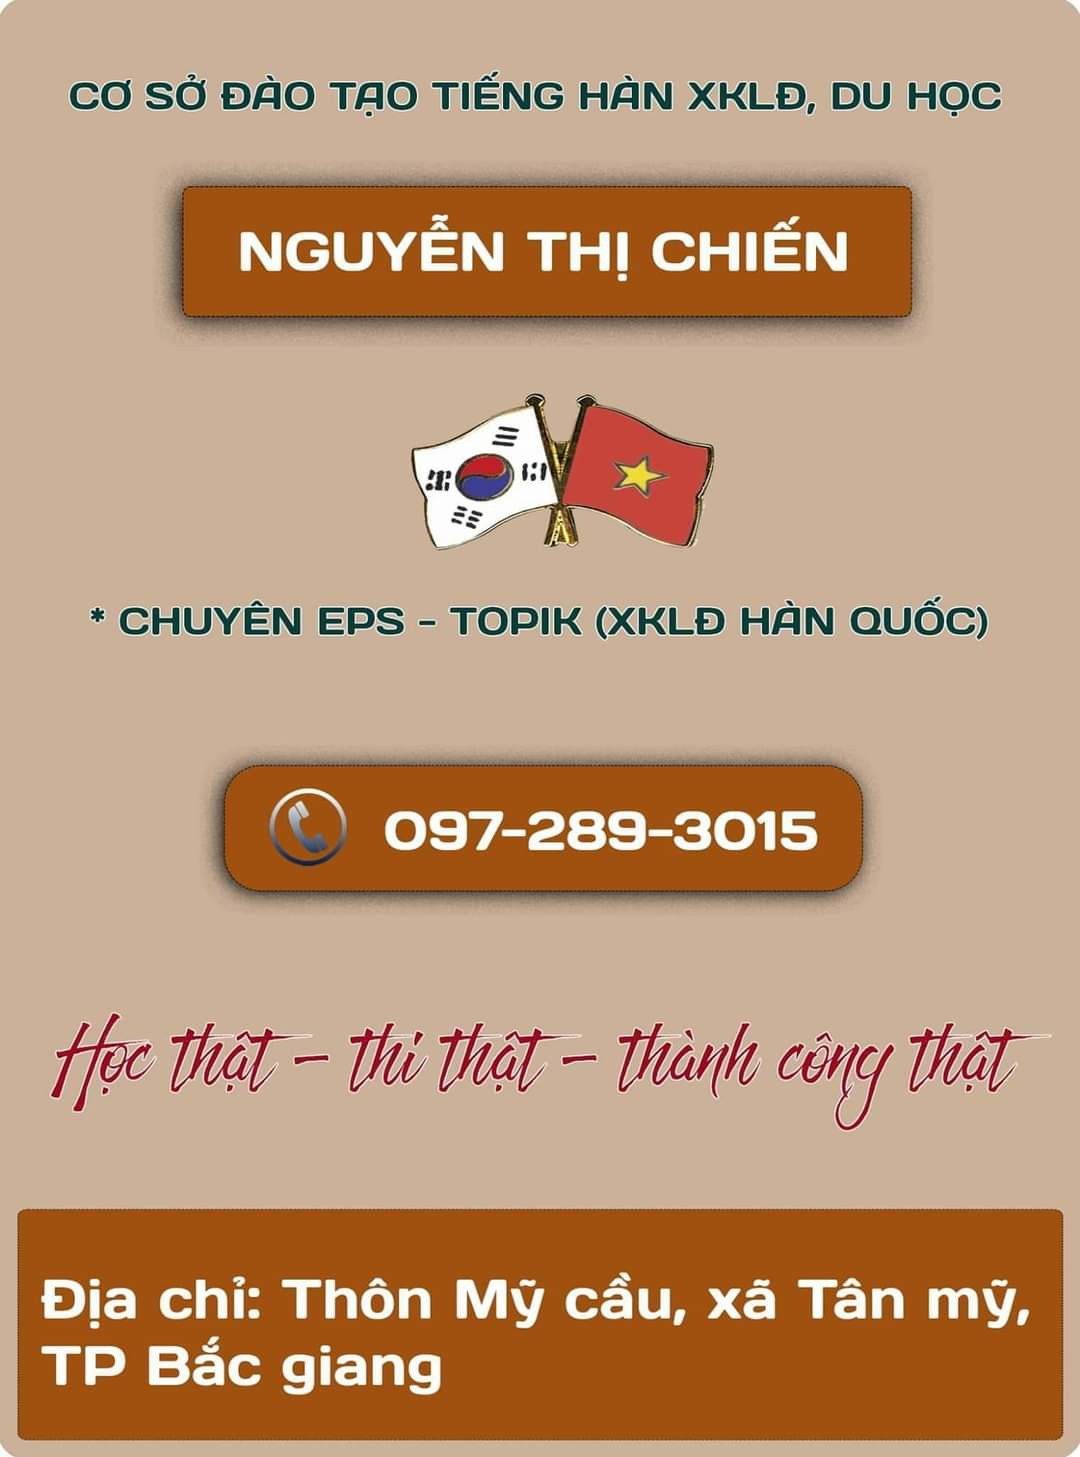 CƠ SỞ ĐÀO TẠO TIẾNG HÀN XKLĐ, DU HỌC
NGUYỄN THỊ CHIẾN
* CHUYÊN EPS - TOPIK (XKLĐ HÀN QUỐC)
097-289-3015
Học thật - thi thật - thành công thật
Địa chỉ: Thôn Mỹ cầu, xã Tân mỹ,
TP Bắc giang